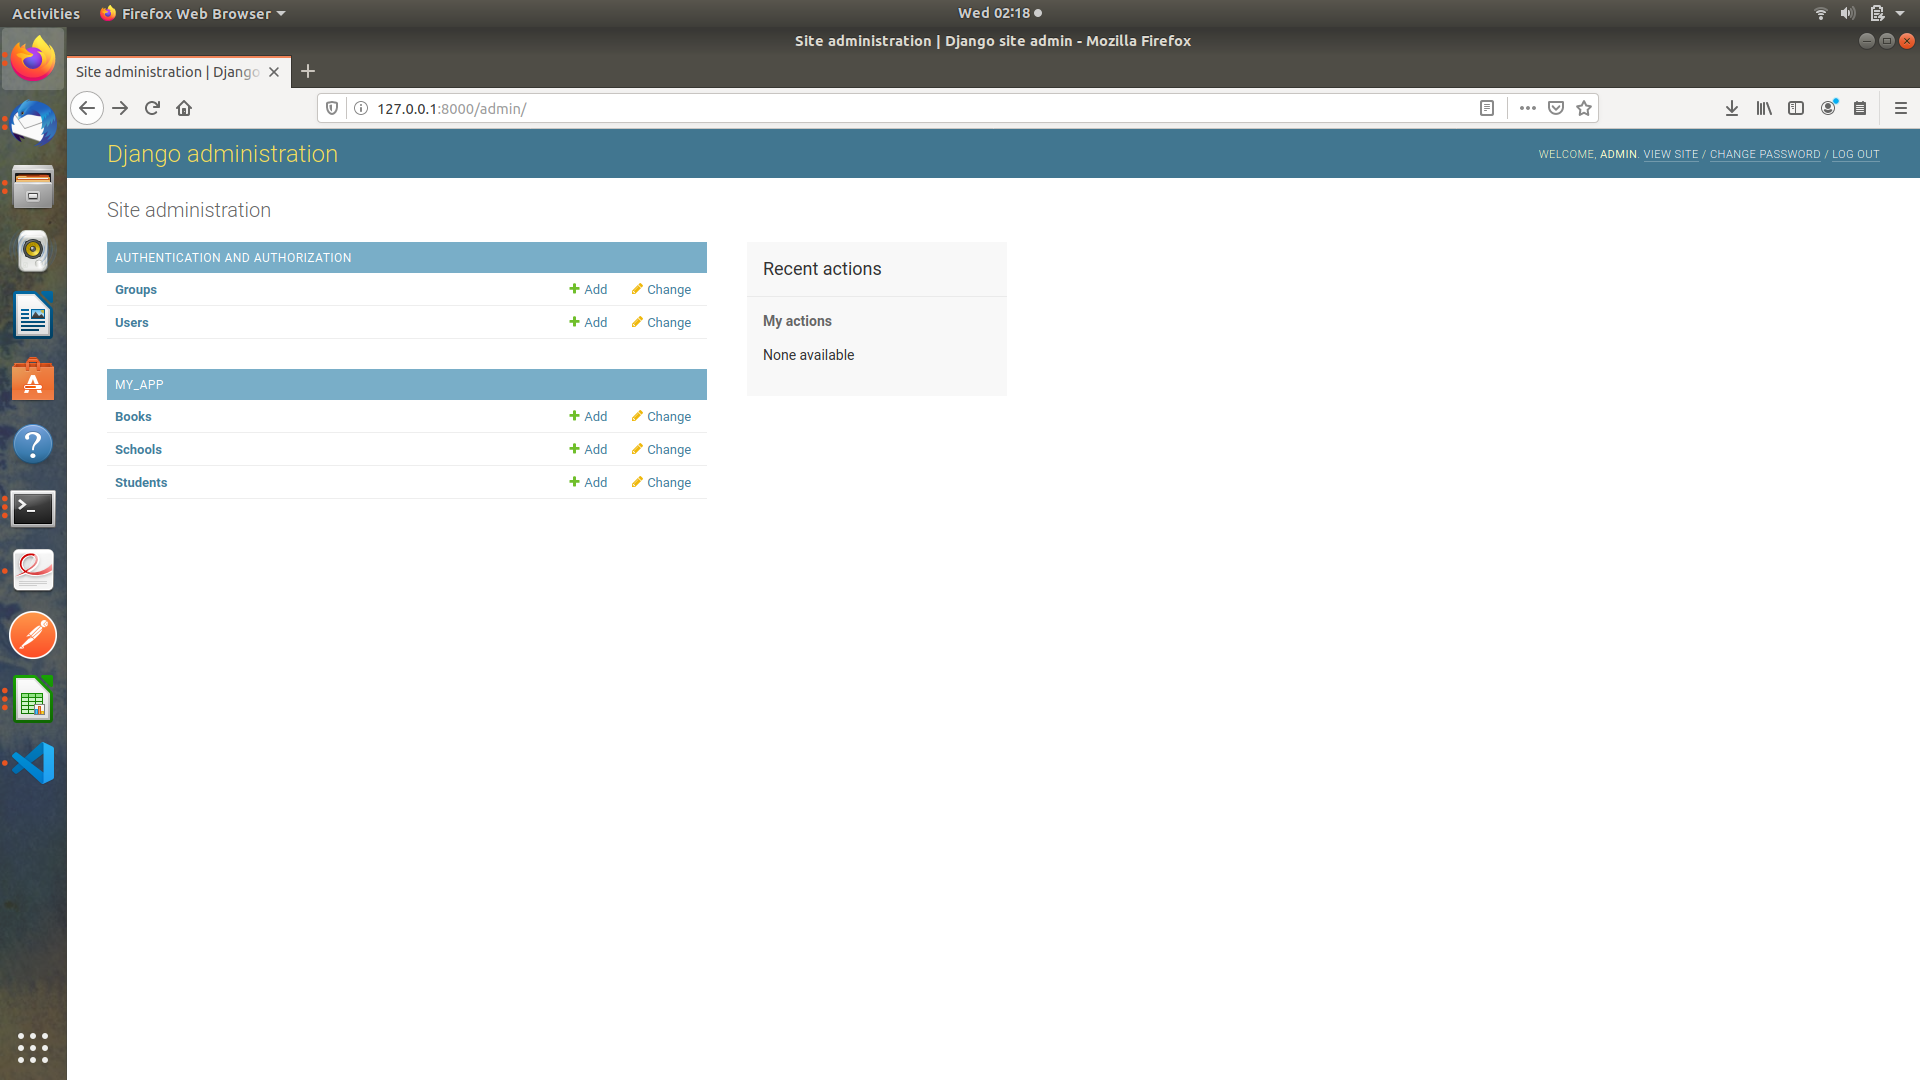 Activities Firefox Web Browser Wed 02:18
Site administration | Django site admin - Mozilla Firefox
Site administration | Django
127.0.0.1:8000/admin/
Django administration
WELCOME, ADMIN. VIEW SITE / CHANGE PASSWORD / LOG OUT
Site administration
AUTHENTICATION AND AUTHORIZATION
Groups Add Change
Users Add Change
MY_APP
Books Add Change
Schools Add Change
Students Add Change
Recent actions
My actions
None available